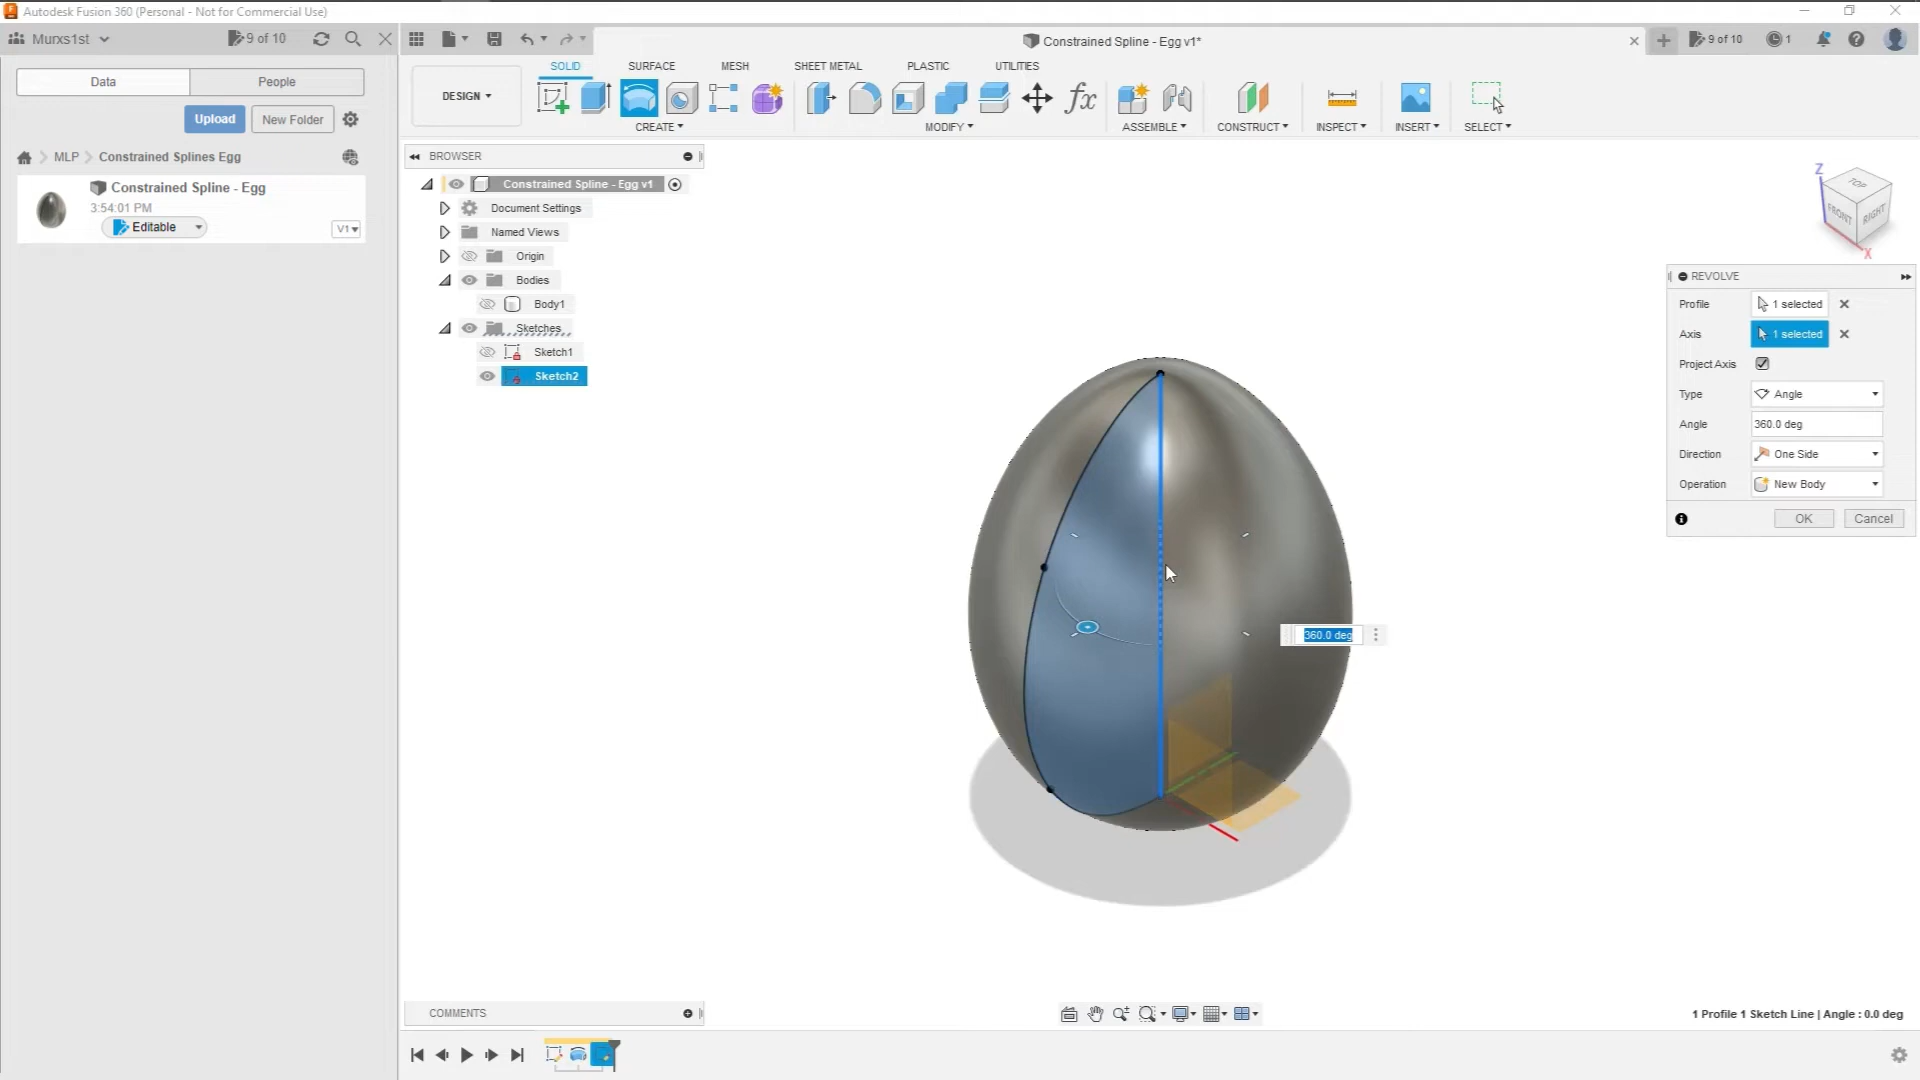 Autodesk Fusion 360 (Personal - Not for Commercial Use)
Murxs1st
9 of 10
Constrained Spline - Egg v1*
9 of 10
1
Data
People
Upload
New Folder
MLP
Constrained Splines Egg
Constrained Spline - Egg
3:54:01 PM
Editable
V1
DESIGN
SOLID
SURFACE
MESH
SHEET METAL
PLASTIC
UTILITIES
fx
CREATE
MODIFY
ASSEMBLE
CONSTRUCT
INSPECT
INSERT
SELECT
BROWSER
Constrained Spline - Egg v1
Document Settings
Named Views
Origin
Bodies
Body1
Sketches
Sketch1
Sketch2
Z
TOP
FRONT
RIGHT
X
REVOLVE
Profile
1 selected
Axis
1 selected
Project Axis
Type
Angle
Angle
360.0 deg
Direction
One Side
Operation
New Body
OK
Cancel
360.0 deg
COMMENTS
1 Profile 1 Sketch Line | Angle : 0.0 deg